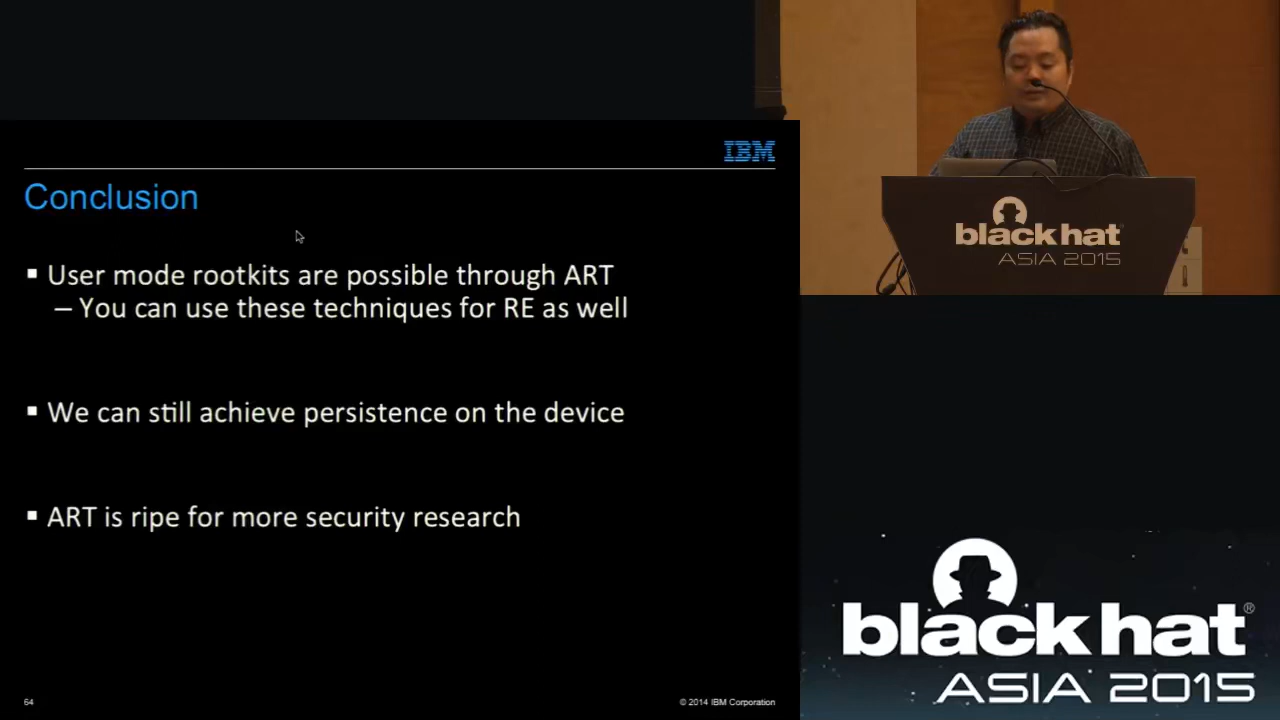 IBM
Conclusion
▪ User mode rootkits are possible through ART
– You can use these techniques for RE as well
▪ We can still achieve persistence on the device
▪ ART is ripe for more security research
64
© 2014 IBM Corporation
black hat
ASIA 2015
black hat®
ASIA 2015